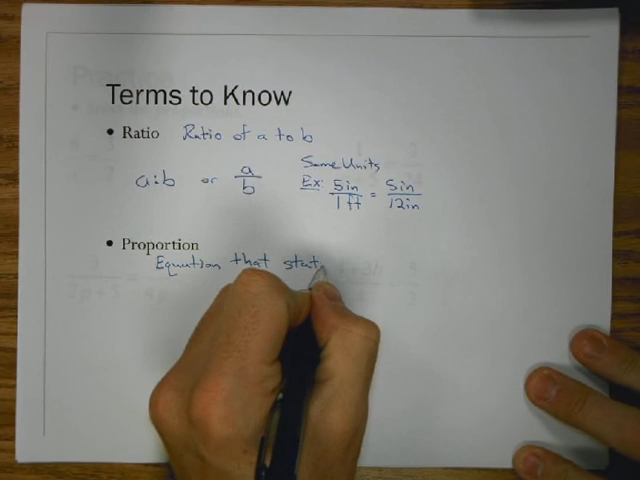 Terms to Know
• Ratio Ratio of a to b
a:b or a/b
Same Units
Ex: 5in/1ft = 5in/12in
• Proportion
Equation that stat